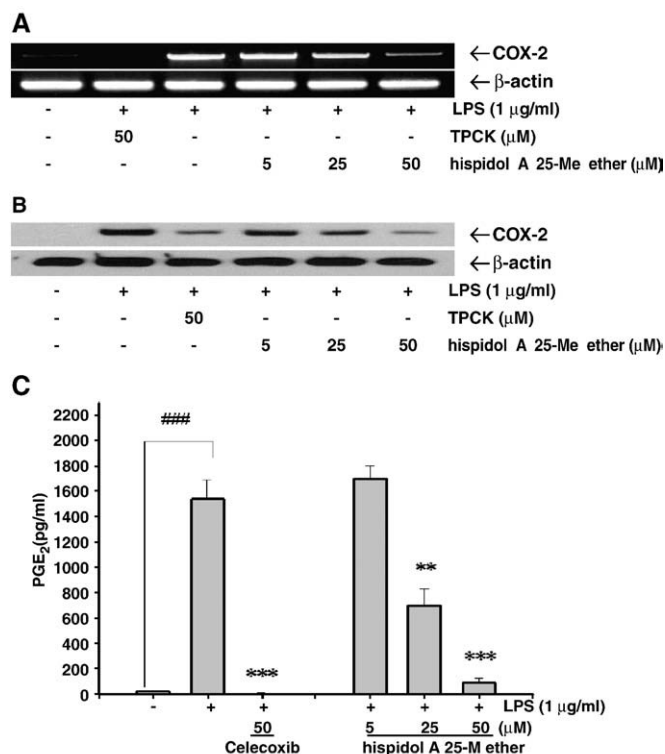 A
←COX-2
←β-actin
- + + + + + LPS (1 μg/ml)
- 50 - - - - TPCK (μM)
- - - 5 25 50 hispidol A 25-Me ether (μM)
B
←COX-2
←β-actin
- + + + + + LPS (1 μg/ml)
- - 50 - - - TPCK (μM)
- - - 5 25 50 hispidol A 25-Me ether (μM)
C
2200
2000
1800
1600
1400
1200
1000
800
600
400
200
0
PGE2(pg/ml)
###
***
**
***
- + + + + + LPS (1 μg/ml)
50 5 25 50 (μM)
Celecoxib hispidol A 25-M ether